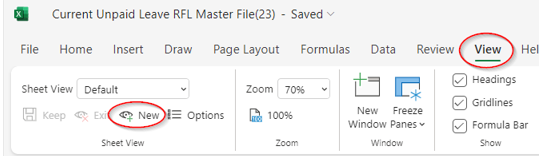 Current Unpaid Leave RFL Master File(23) - Saved
File Home Insert Draw Page Layout Formulas Data Review View
Sheet View Default Zoom 70% New Window Freeze Panes Headings
Keep Exit New Options 100% Gridlines
Formula Bar
Sheet View Zoom Window Show